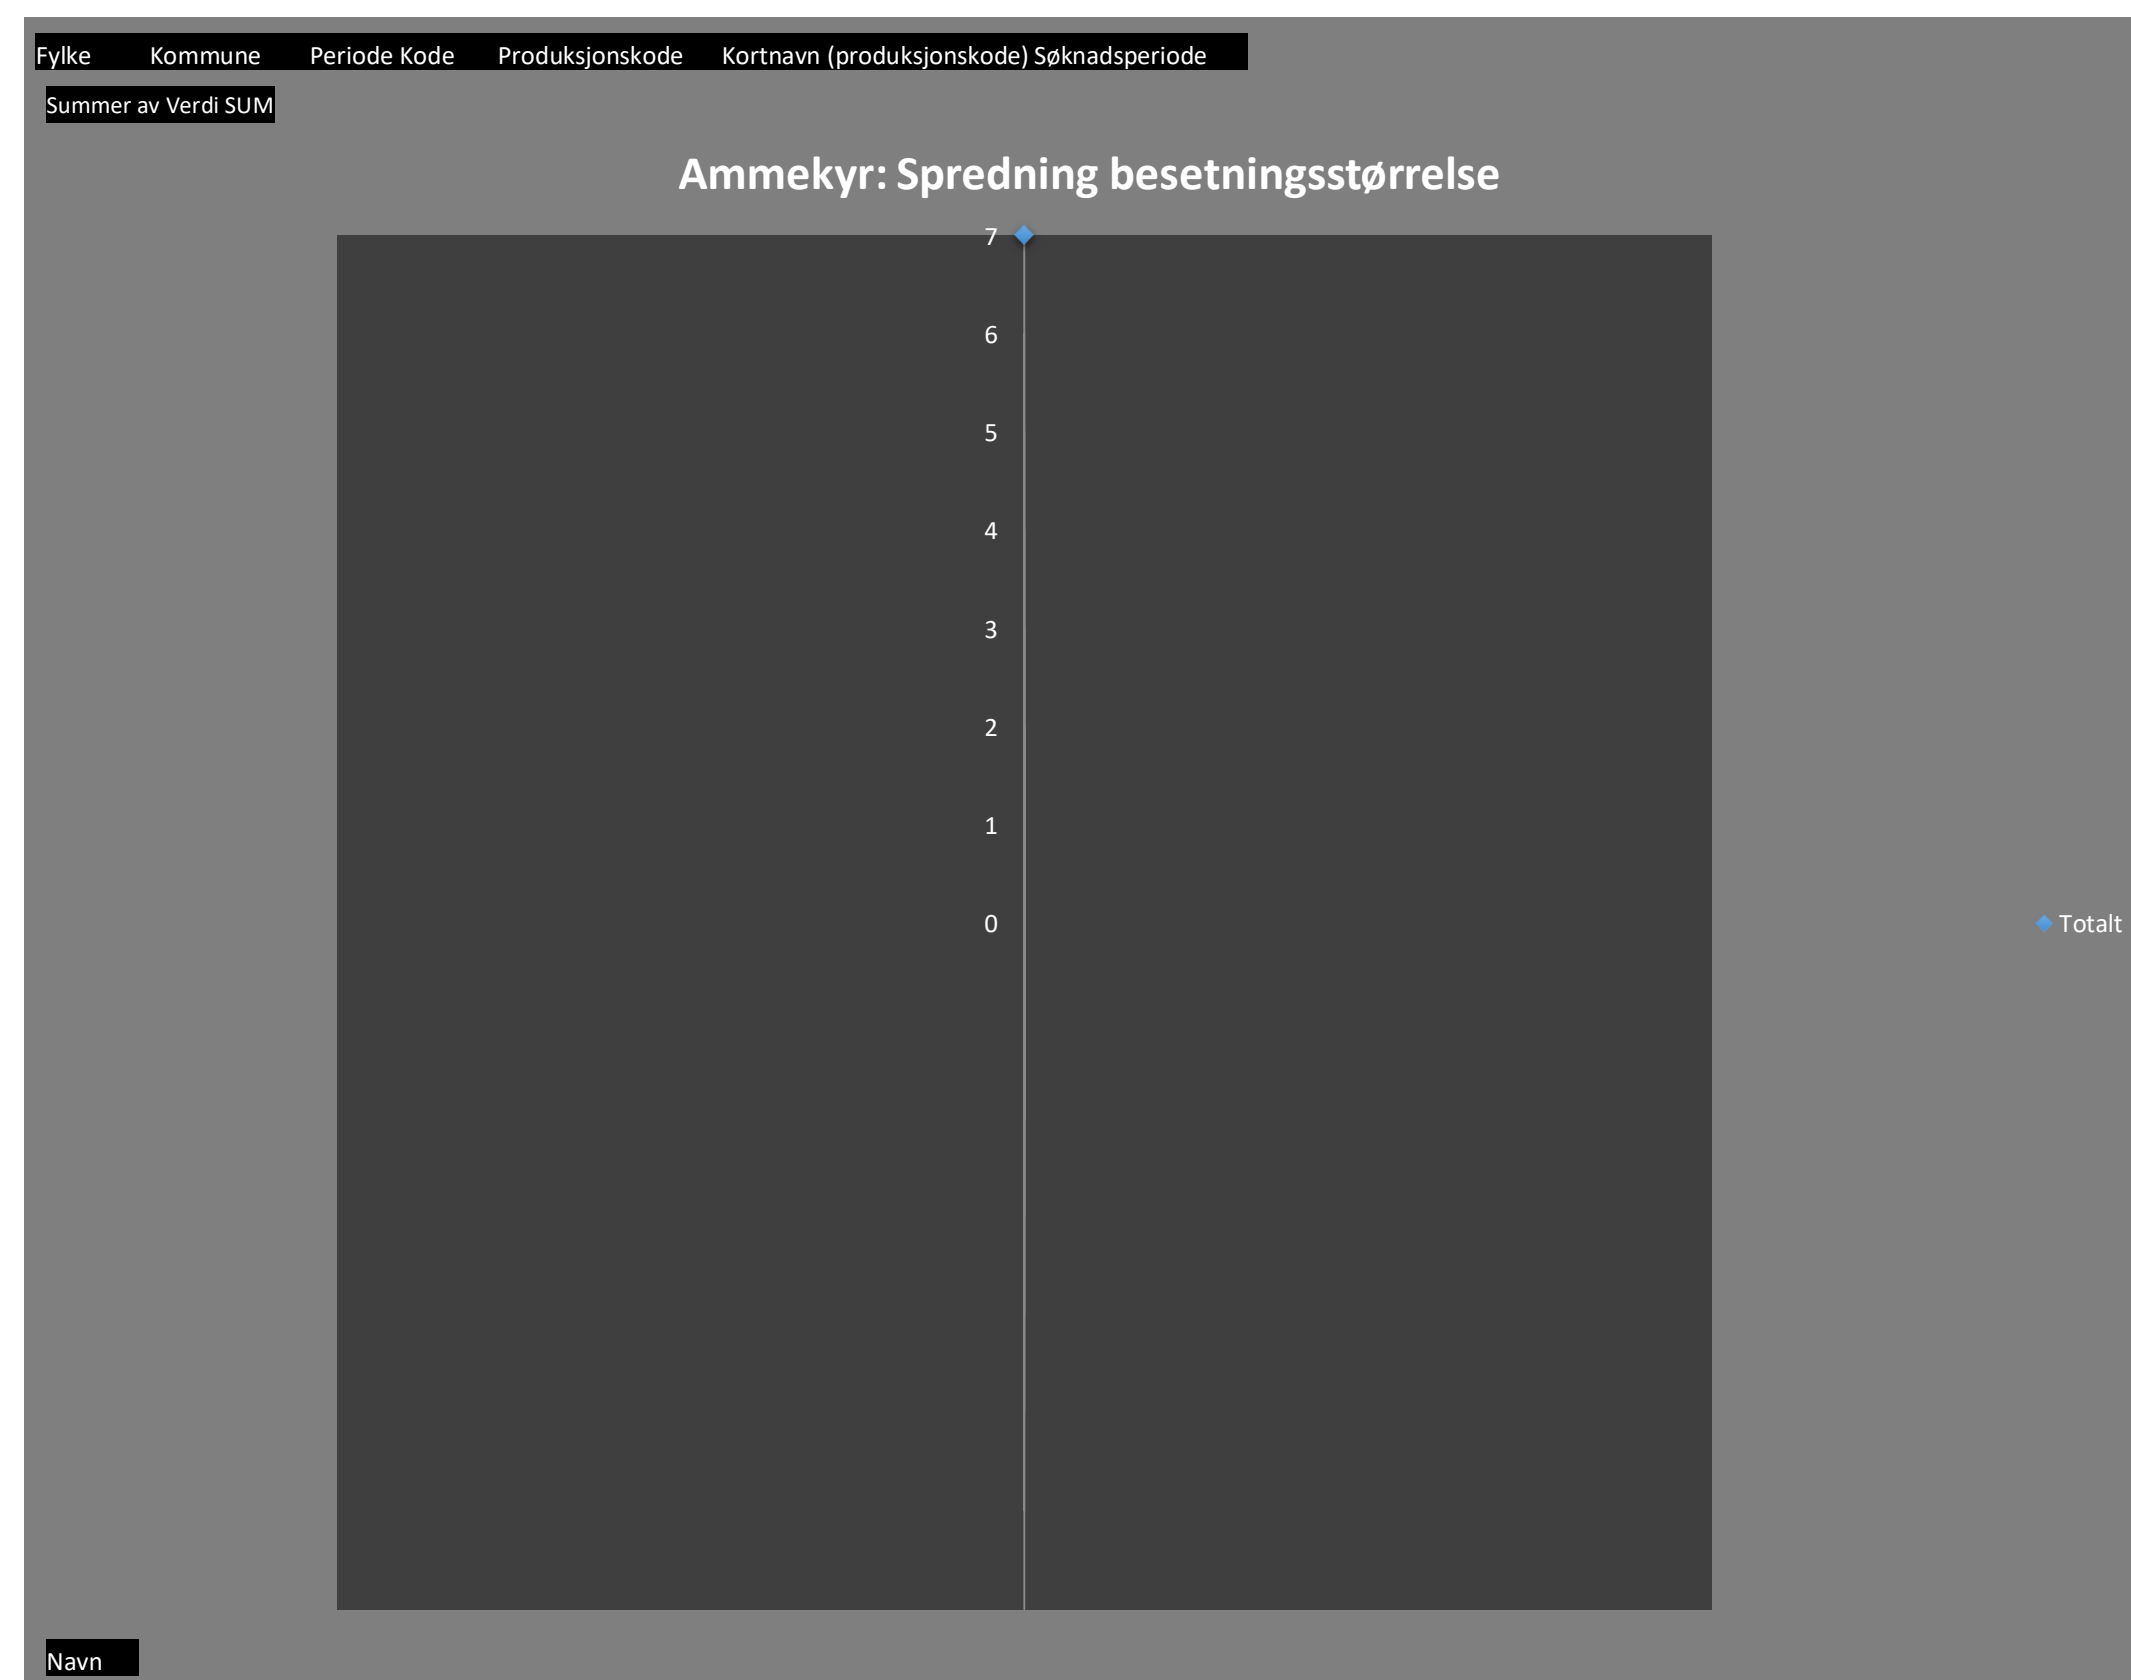 Fylke Kommune Periode Kode Produksjonskode Kortnavn (produksjonskode) Søknadsperiode
Summer av Verdi SUM
Ammekyr: Spredning besetningsstørrelse
7
6
5
4
3
2
1
0
Totalt
Navn